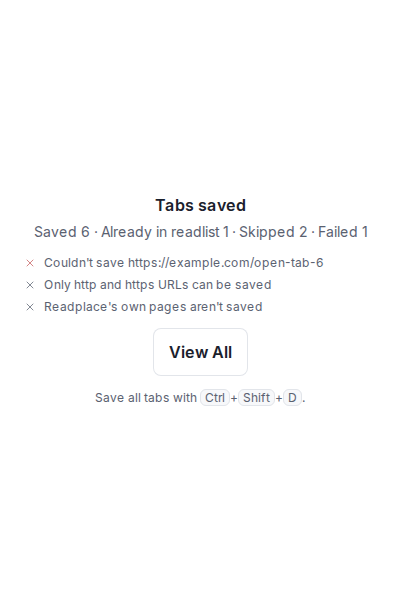 Tabs saved
Saved 6 · Already in readlist 1 · Skipped 2 · Failed 1
× Couldn't save https://example.com/open-tab-6
× Only http and https URLs can be saved
× Readplace's own pages aren't saved
View All
Save all tabs with Ctrl+Shift+D.